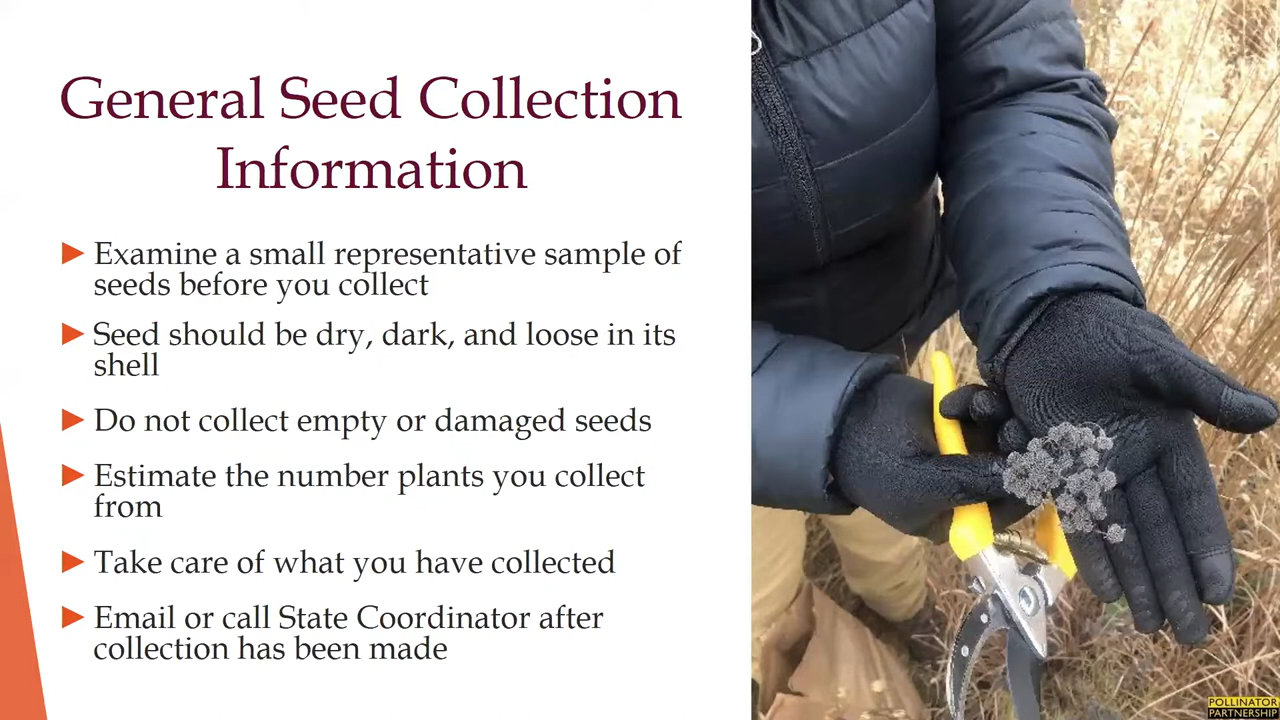 General Seed Collection
Information
Examine a small representative sample of
seeds before you collect
Seed should be dry, dark, and loose in its
shell
Do not collect empty or damaged seeds
Estimate the number plants you collect
from
Take care of what you have collected
Email or call State Coordinator after
collection has been made
POLLINATOR
PARTNERSHIP